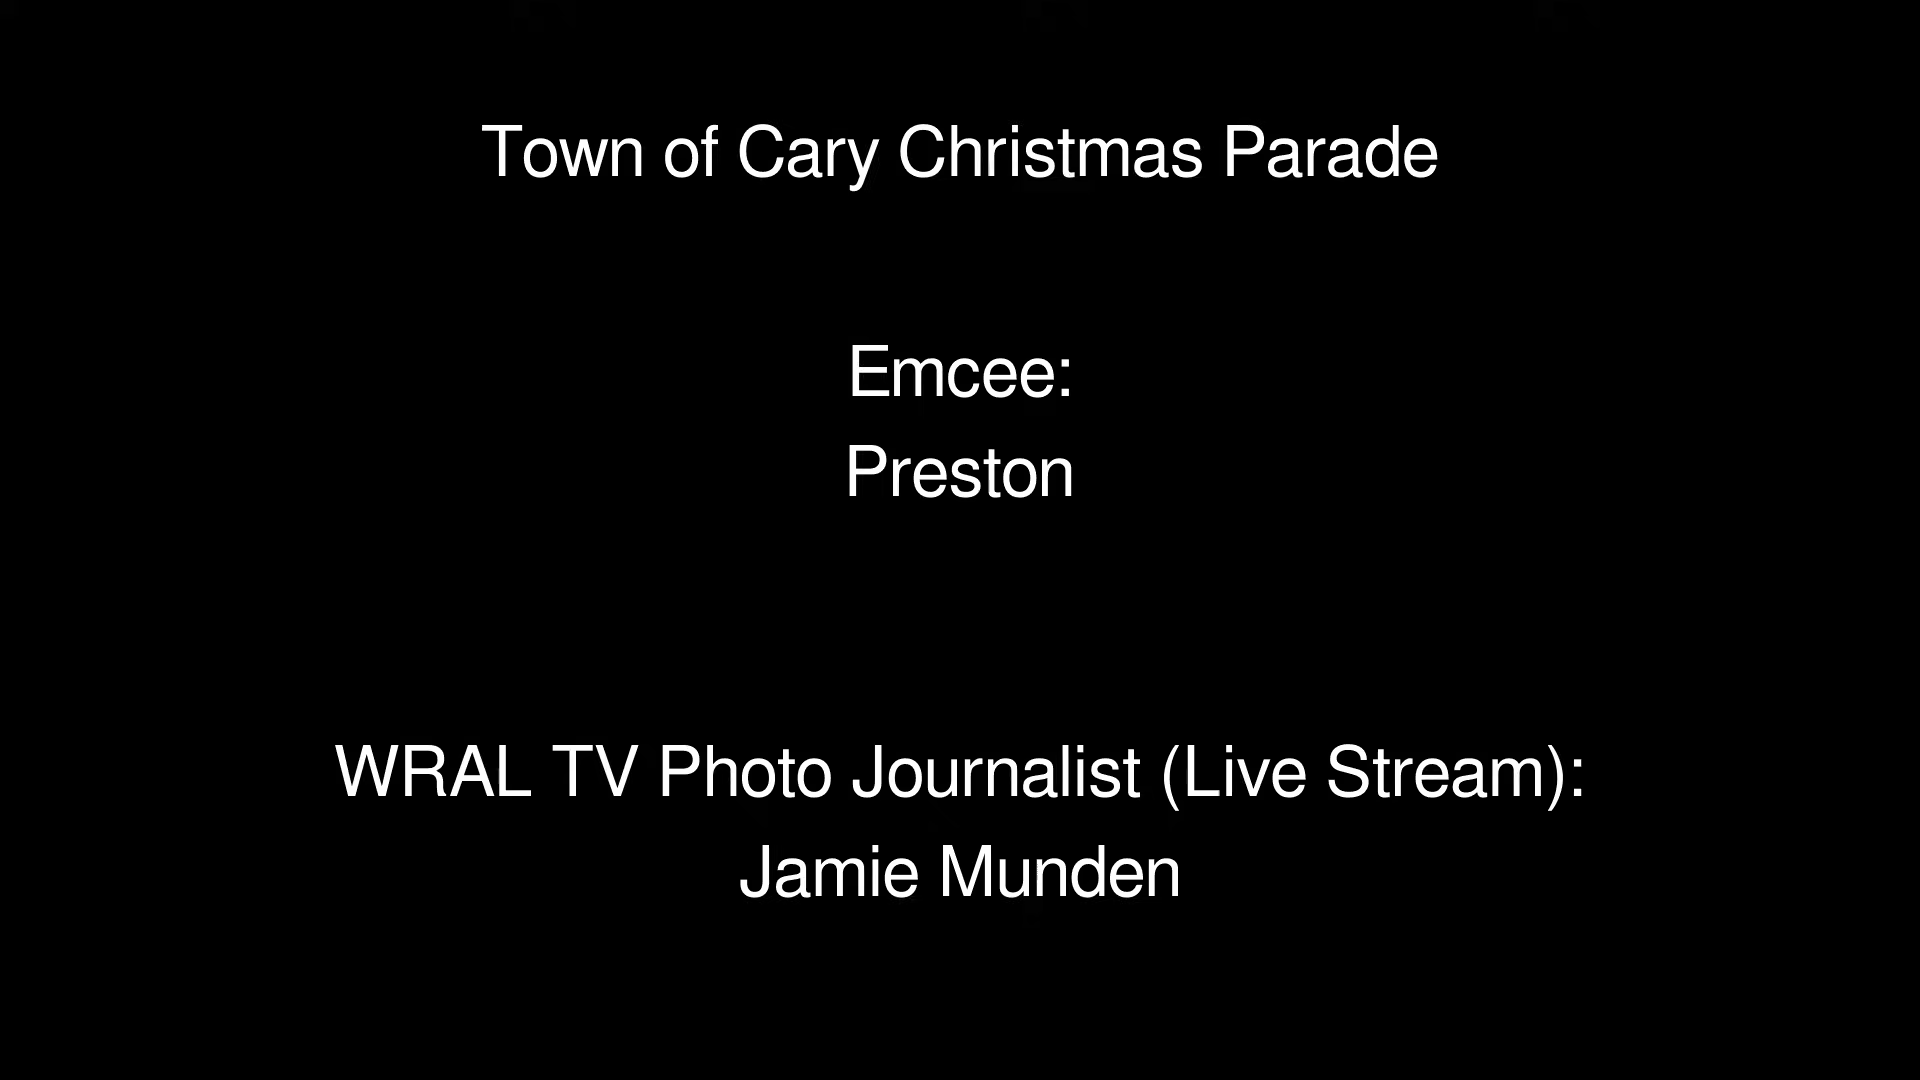 Town of Cary Christmas Parade
Emcee:
Preston
WRAL TV Photo Journalist (Live Stream):
Jamie Munden